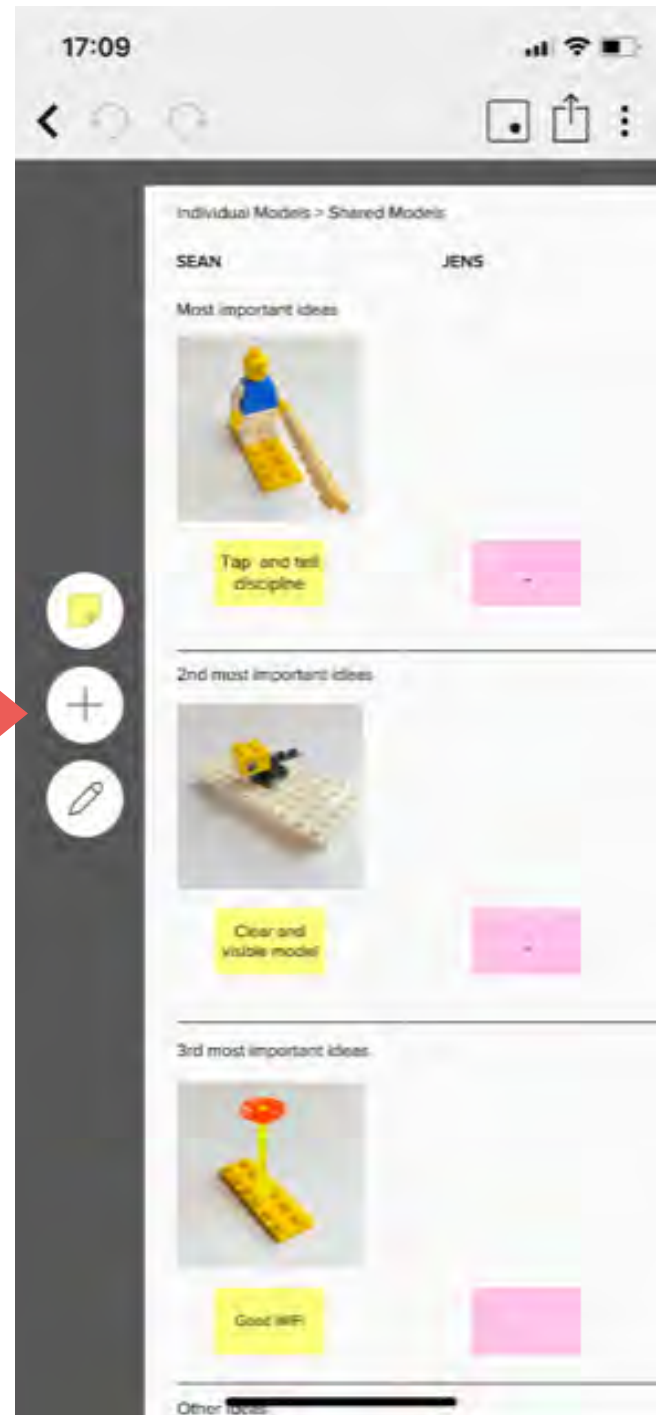 17:09
Individual Models > Shared Models
SEAN JENS
Most important ideas
Tap and tell
discipline
-
2nd most important ideas
Clear and
visible model
-
3rd most important ideas
Good WiFi
Other ideas